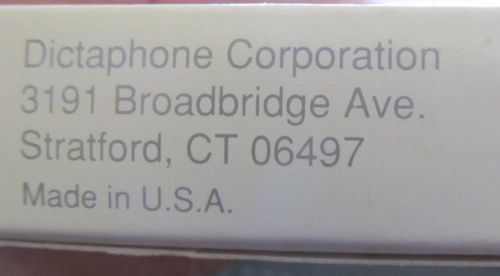 Dictaphone Corporation
3191 Broadbridge Ave.
Stratford, CT 06497
Made in U.S.A.